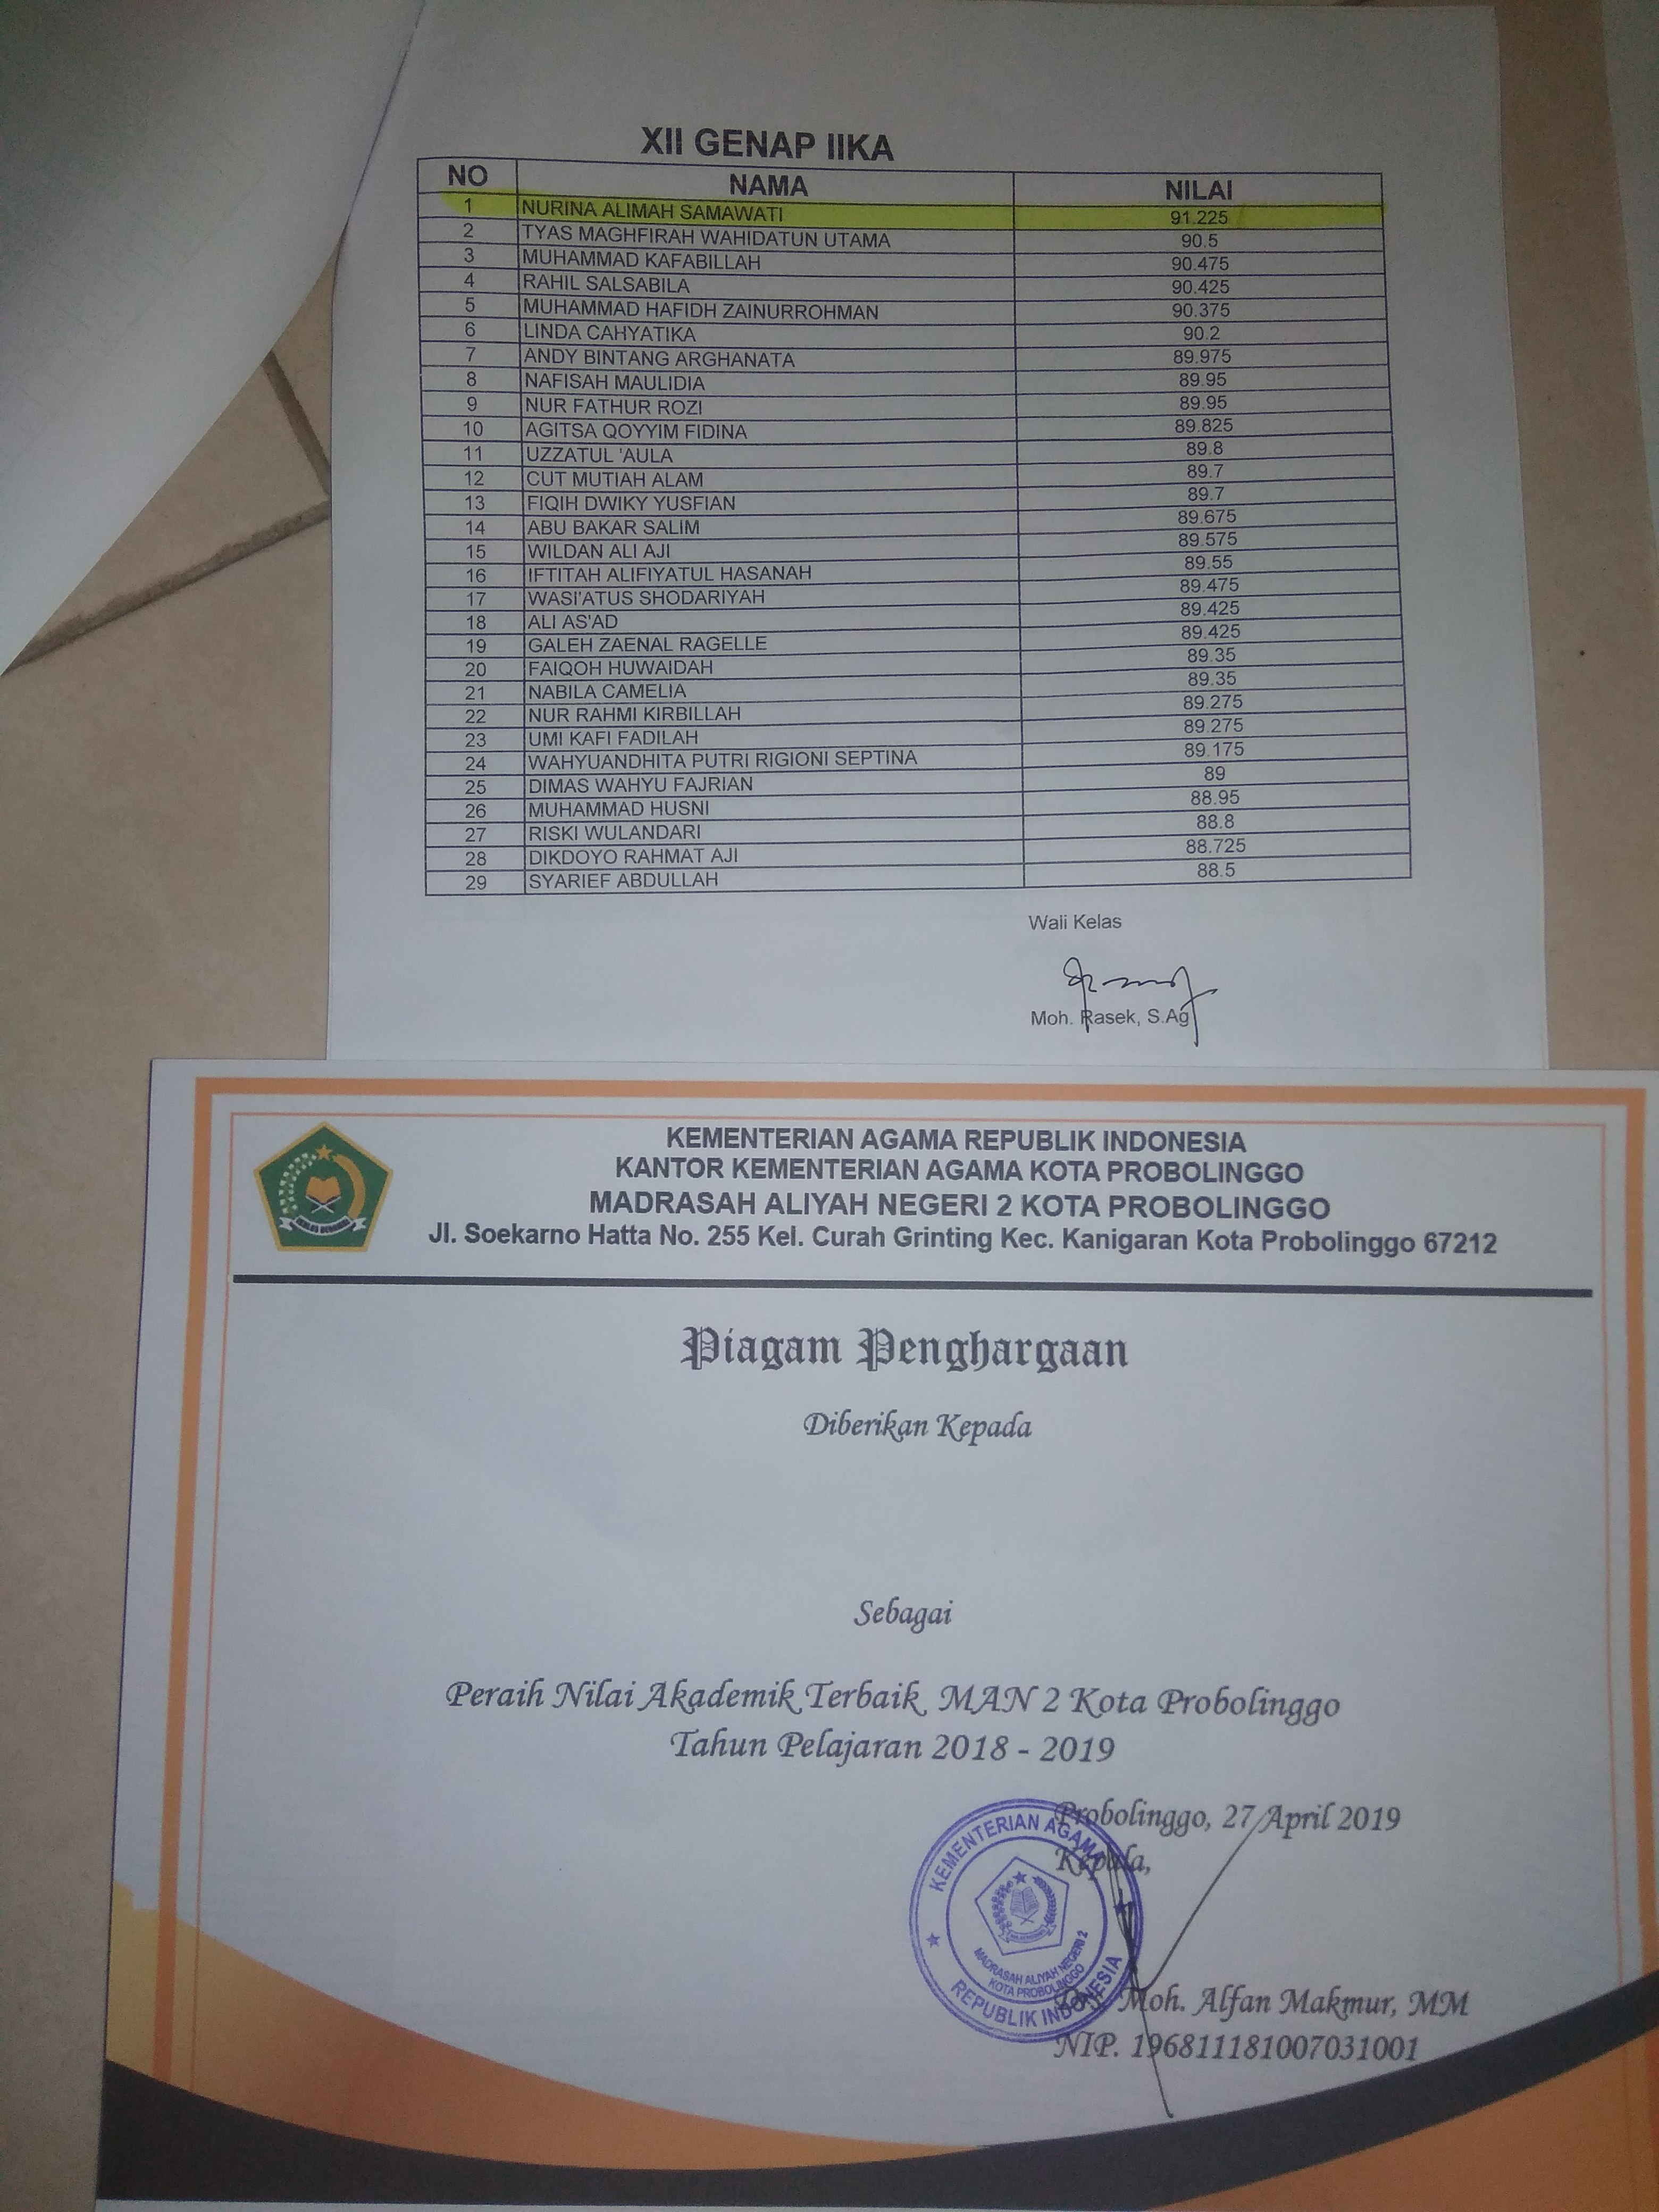 XII GENAP IIKA
NO NAMA NILAI
1 NURINA ALIMAH SAMAWATI 91.225
2 TYAS MAGHFIRAH WAHIDATUN UTAMA 90.5
3 MUHAMMAD KAFABILLAH 90.475
4 RAHIL SALSABILA 90.425
5 MUHAMMAD HAFIDH ZAINURROHMAN 90.375
6 LINDA CAHYATIKA 90.2
7 ANDY BINTANG ARGHANATA 89.975
8 NAFISAH MAULIDIA 89.95
9 NUR FATHUR ROZI 89.95
10 AGITSA QOYYIM FIDINA 89.825
11 UZZATUL 'AULA 89.8
12 CUT MUTIAH ALAM 89.7
13 FIQIH DWIKY YUSFIAN 89.7
14 ABU BAKAR SALIM 89.675
15 WILDAN ALI AJI 89.575
16 IFTITAH ALIFIYATUL HASANAH 89.55
17 WASI'ATUS SHODARIYAH 89.475
18 ALI AS'AD 89.425
19 GALEH ZAENAL RAGELLE 89.425
20 FAIQOH HUWAIDAH 89.35
21 NABILA CAMELIA 89.35
22 NUR RAHMI KIRBILLAH 89.275
23 UMI KAFI FADILAH 89.275
24 WAHYUANDHITA PUTRI RIGIONI SEPTINA 89.175
25 DIMAS WAHYU FAJRIAN 89
26 MUHAMMAD HUSNI 88.95
27 RISKI WULANDARI 88.8
28 DIKDOYO RAHMAT AJI 88.725
29 SYARIEF ABDULLAH 88.5
Wali Kelas
Moh. Rasek, S.Ag
KEMENTERIAN AGAMA REPUBLIK INDONESIA
KANTOR KEMENTERIAN AGAMA KOTA PROBOLINGGO
MADRASAH ALIYAH NEGERI 2 KOTA PROBOLINGGO
Jl. Soekarno Hatta No. 255 Kel. Curah Grinting Kec. Kanigaran Kota Probolinggo 67212
Piagam Penghargaan
Diberikan Kepada
Sebagai
Peraih Nilai Akademik Terbaik MAN 2 Kota Probolinggo
Tahun Pelajaran 2018 - 2019
Probolinggo, 27 April 2019
Kepala,
KEMENTERIAN AGAMA
MADRASAH ALIYAH NEGERI 2
KOTA PROBOLINGGO
REPUBLIK INDONESIA
Moh. Alfan Makmur, MM
NIP. 196811181007031001